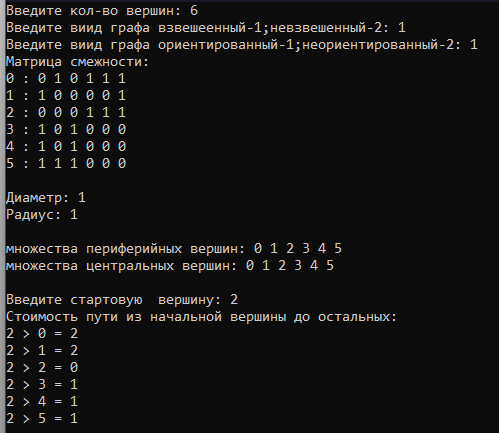 Введите кол-во вершин: 6
Введите виид графа взвешеенный-1;невзвешенный-2: 1
Введите виид графа ориентированный-1;неориентированный-2: 1
Матрица смежности:
0 : 0 1 0 1 1 1
1 : 1 0 0 0 0 1
2 : 0 0 0 1 1 1
3 : 1 0 1 0 0 0
4 : 1 0 1 0 0 0
5 : 1 1 1 0 0 0
Диаметр: 1
Радиус: 1
множества периферийных вершин: 0 1 2 3 4 5
множества центральных вершин: 0 1 2 3 4 5
Введите стартовую  вершину: 2
Стоимость пути из начальной вершины до остальных:
2 > 0 = 2
2 > 1 = 2
2 > 2 = 0
2 > 3 = 1
2 > 4 = 1
2 > 5 = 1